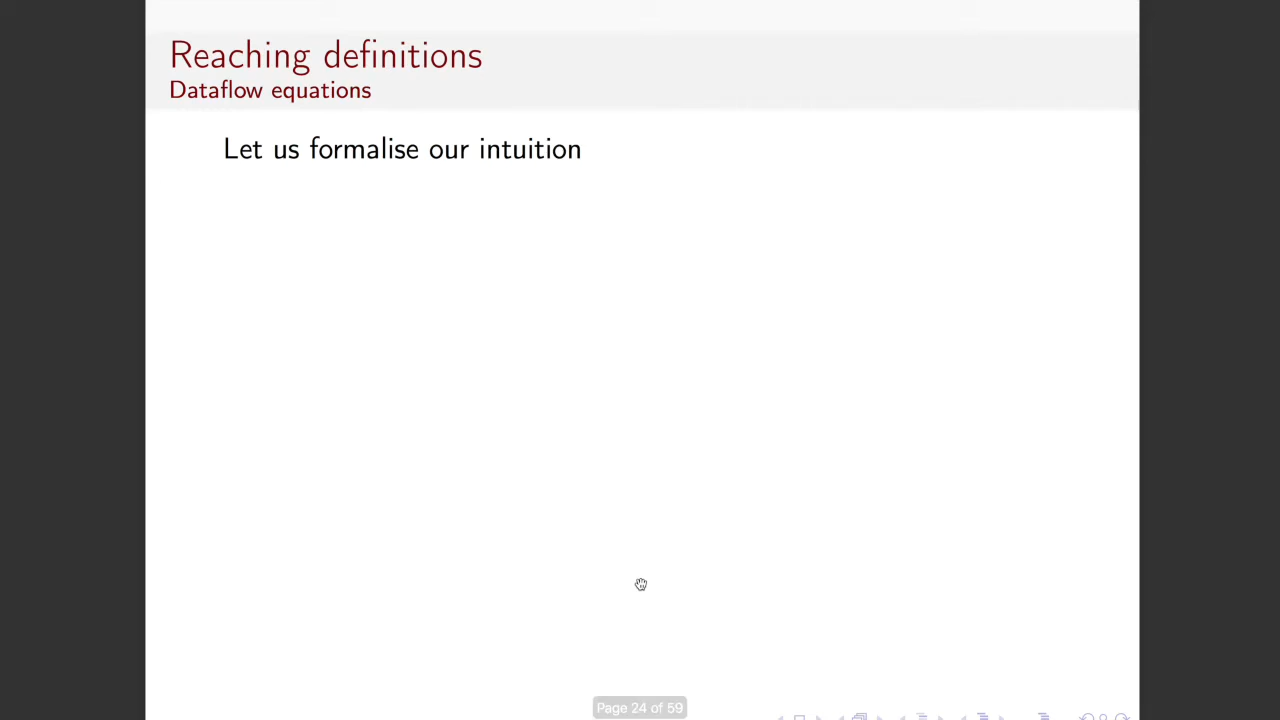 Reaching definitions
Dataflow equations
Let us formalise our intuition
Page 24 of 59